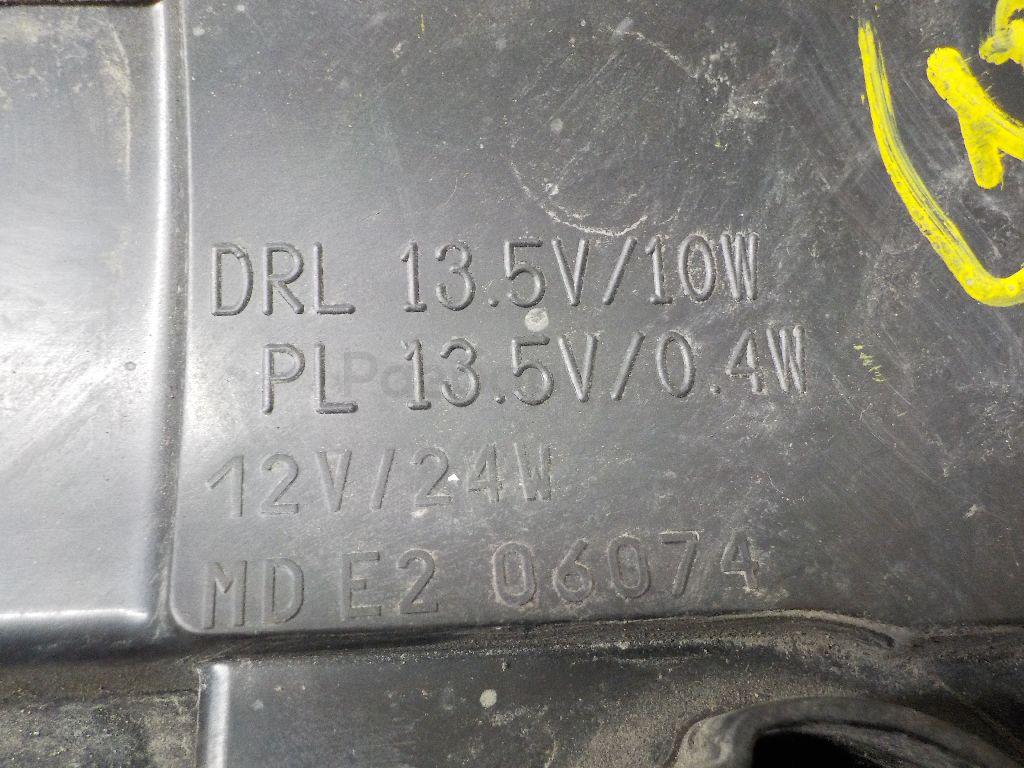 DRL 13.5V/10W
PL 13.5V/0.4W
12V/24W
MD E2 06074